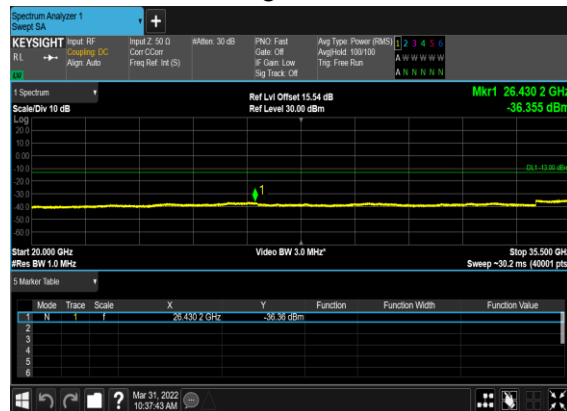 Spectrum Analyzer 1
Swept SA
+
KEYSIGHT Input: RF Input Z: 50 Ω #Atten: 30 dB PNO: Fast Avg Type: Power (RMS) 1 2 3 4 5 6
RL Coupling: DC Corr CCorr Gate: Off Avg|Hold: 100/100 A W W W W W
Align: Auto Freq Ref: Int (S) IF Gain: Low Trig: Free Run
Sig Track: Off A N N N N N
1 Spectrum Ref Lvl Offset 15.54 dB Mkr1 26.430 2 GHz
Scale/Div 10 dB Ref Level 30.00 dBm -36.355 dBm
Log
20.0
10.0
0.00
-10.0
DL1 -13.00 dBm
-20.0
1
-30.0
-40.0
-50.0
-60.0
Start 20.000 GHz Video BW 3.0 MHz* Stop 35.500 GHz
#Res BW 1.0 MHz Sweep ~30.2 ms (40001 pts)
5 Marker Table
Mode Trace Scale X Y Function Function Width Function Value
1 N 1 f 26.430 2 GHz -36.36 dBm
2
3
4
5
6
? Mar 31, 2022
10:37:43 AM